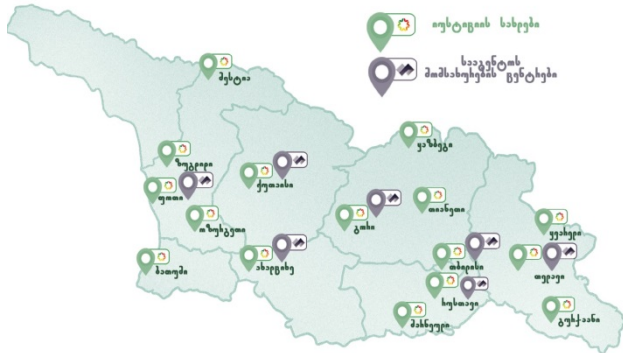 იუსტიციის სახლები
სააგენტოს
მომსახურების ცენტრები
მესტია
ყაზბეგი
ზუგდიდი
ქუთაისი
ფოთი
თიანეთი
ოზურგეთი
გორი
ყვარელი
ბათუმი
ახალციხე
თბილისი
თელავი
რუსთავი
მარნეული
გურჯაანი